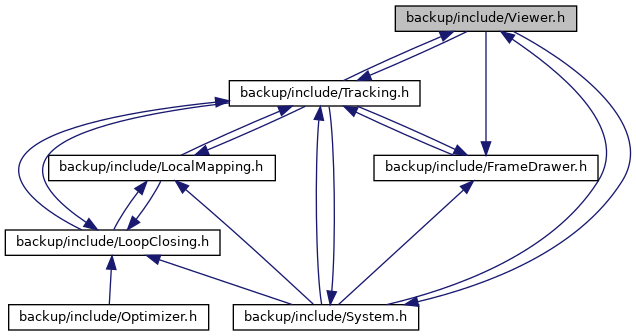 backup/include/Viewer.h
backup/include/Tracking.h
backup/include/LocalMapping.h
backup/include/FrameDrawer.h
backup/include/LoopClosing.h
backup/include/Optimizer.h
backup/include/System.h